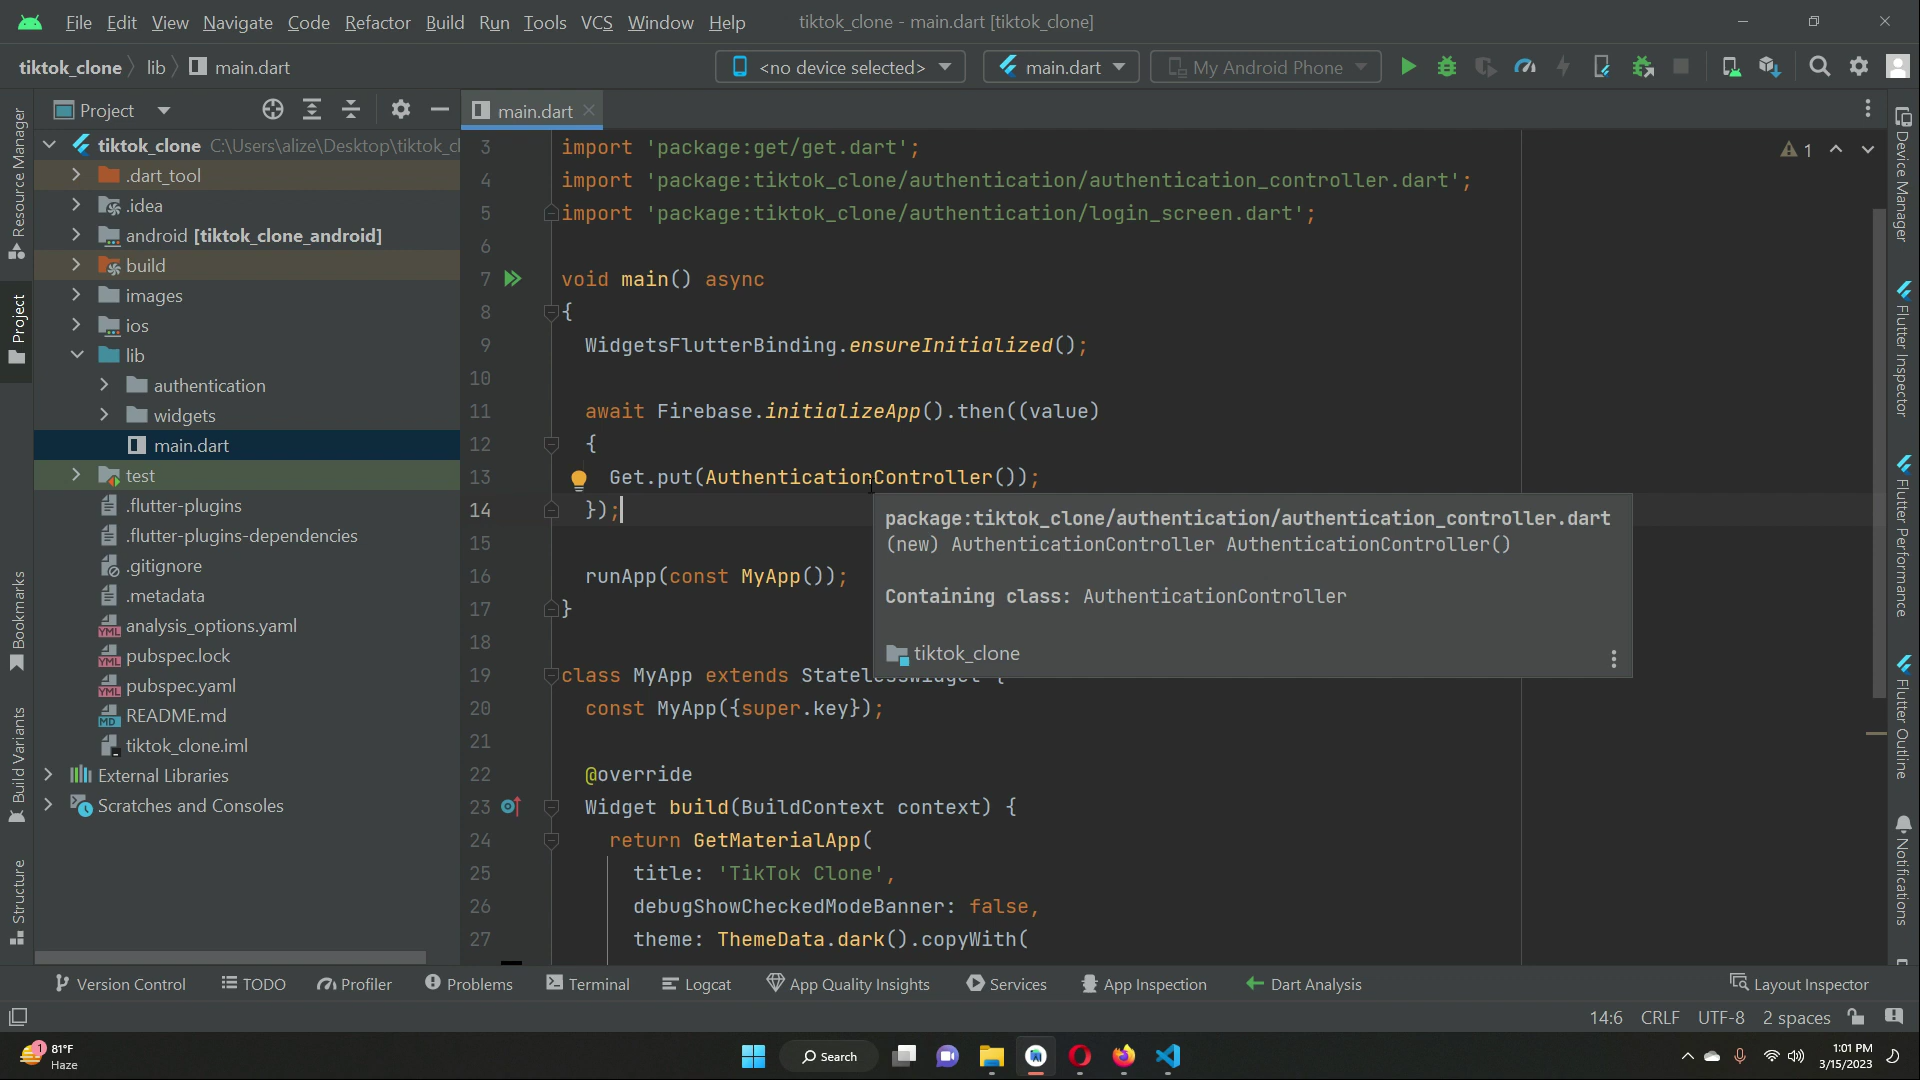 File Edit View Navigate Code Refactor Build Run Tools VCS Window Help tiktok_clone - main.dart [tiktok_clone]
tiktok_clone lib main.dart <no device selected> main.dart My Android Phone
Project main.dart
tiktok_clone C:\Users\alize\Desktop\tiktok_cl
.dart_tool
.idea
android [tiktok_clone_android]
build
images
ios
lib
authentication
widgets
main.dart
test
.flutter-plugins
.flutter-plugins-dependencies
.gitignore
.metadata
analysis_options.yaml
pubspec.lock
pubspec.yaml
README.md
tiktok_clone.iml
External Libraries
Scratches and Consoles
Resource Manager
Project
Bookmarks
Build Variants
Structure
3 import 'package:get/get.dart';
4 import 'package:tiktok_clone/authentication/authentication_controller.dart';
5 import 'package:tiktok_clone/authentication/login_screen.dart';
6
7 void main() async
8 {
9 WidgetsFlutterBinding.ensureInitialized();
10
11 await Firebase.initializeApp().then((value)
12 {
13 Get.put(AuthenticationController());
14 });
15
16 runApp(const MyApp());
17 }
18
19 class MyApp extends StatelessWidget {
20 const MyApp({super.key});
21
22 @override
23 Widget build(BuildContext context) {
24 return GetMaterialApp(
25 title: 'TikTok Clone',
26 debugShowCheckedModeBanner: false,
27 theme: ThemeData.dark().copyWith(
1
package:tiktok_clone/authentication/authentication_controller.dart
(new) AuthenticationController AuthenticationController()
Containing class: AuthenticationController
tiktok_clone
Device Manager
Flutter Inspector
Flutter Performance
Flutter Outline
Notifications
Version Control TODO Profiler Problems Terminal Logcat App Quality Insights Services App Inspection Dart Analysis Layout Inspector
14:6 CRLF UTF-8 2 spaces
1
81°F
Haze
Search
1:01 PM
3/15/2023